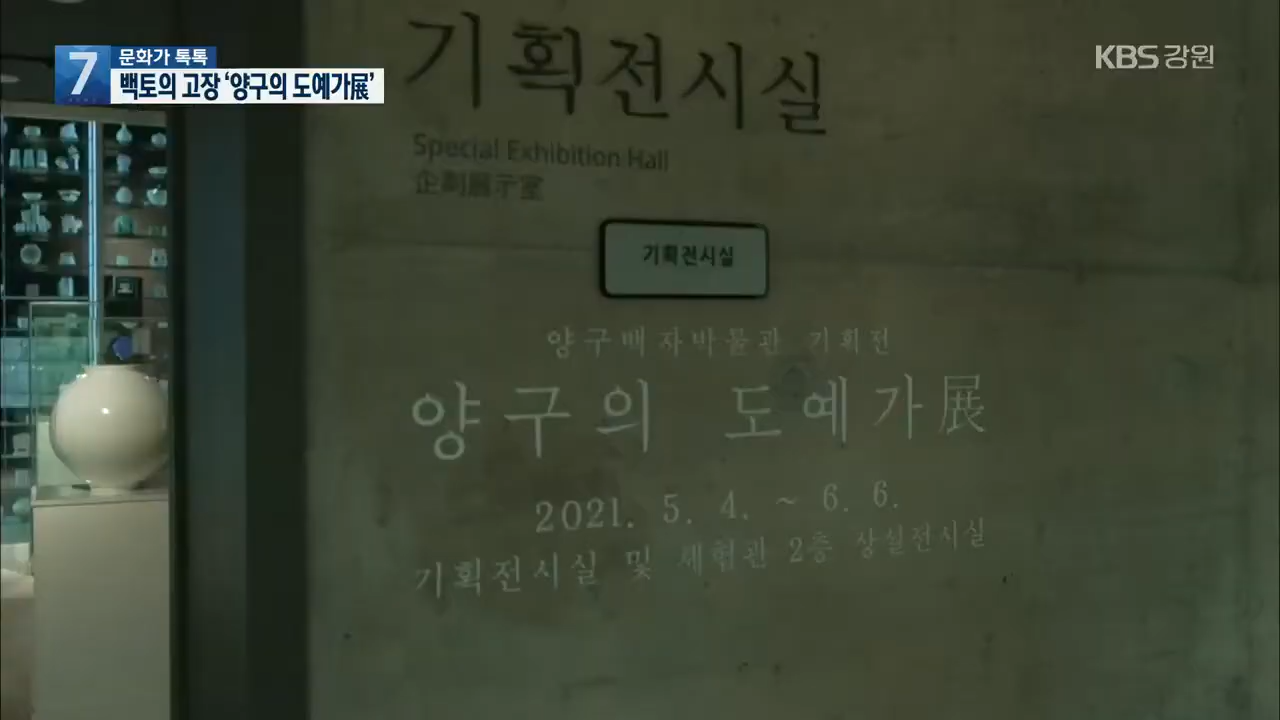 7
문화가 톡톡
백토의 고장 ‘양구의 도예가展’
KBS 강원
기획전시실
Special Exhibition Hall
企劃展示室
기획전시실
양구백자박물관 기획전
양구의 도예가展
2021. 5. 4. ~ 6. 6.
기획전시실 및 체험관 2층 상설전시실